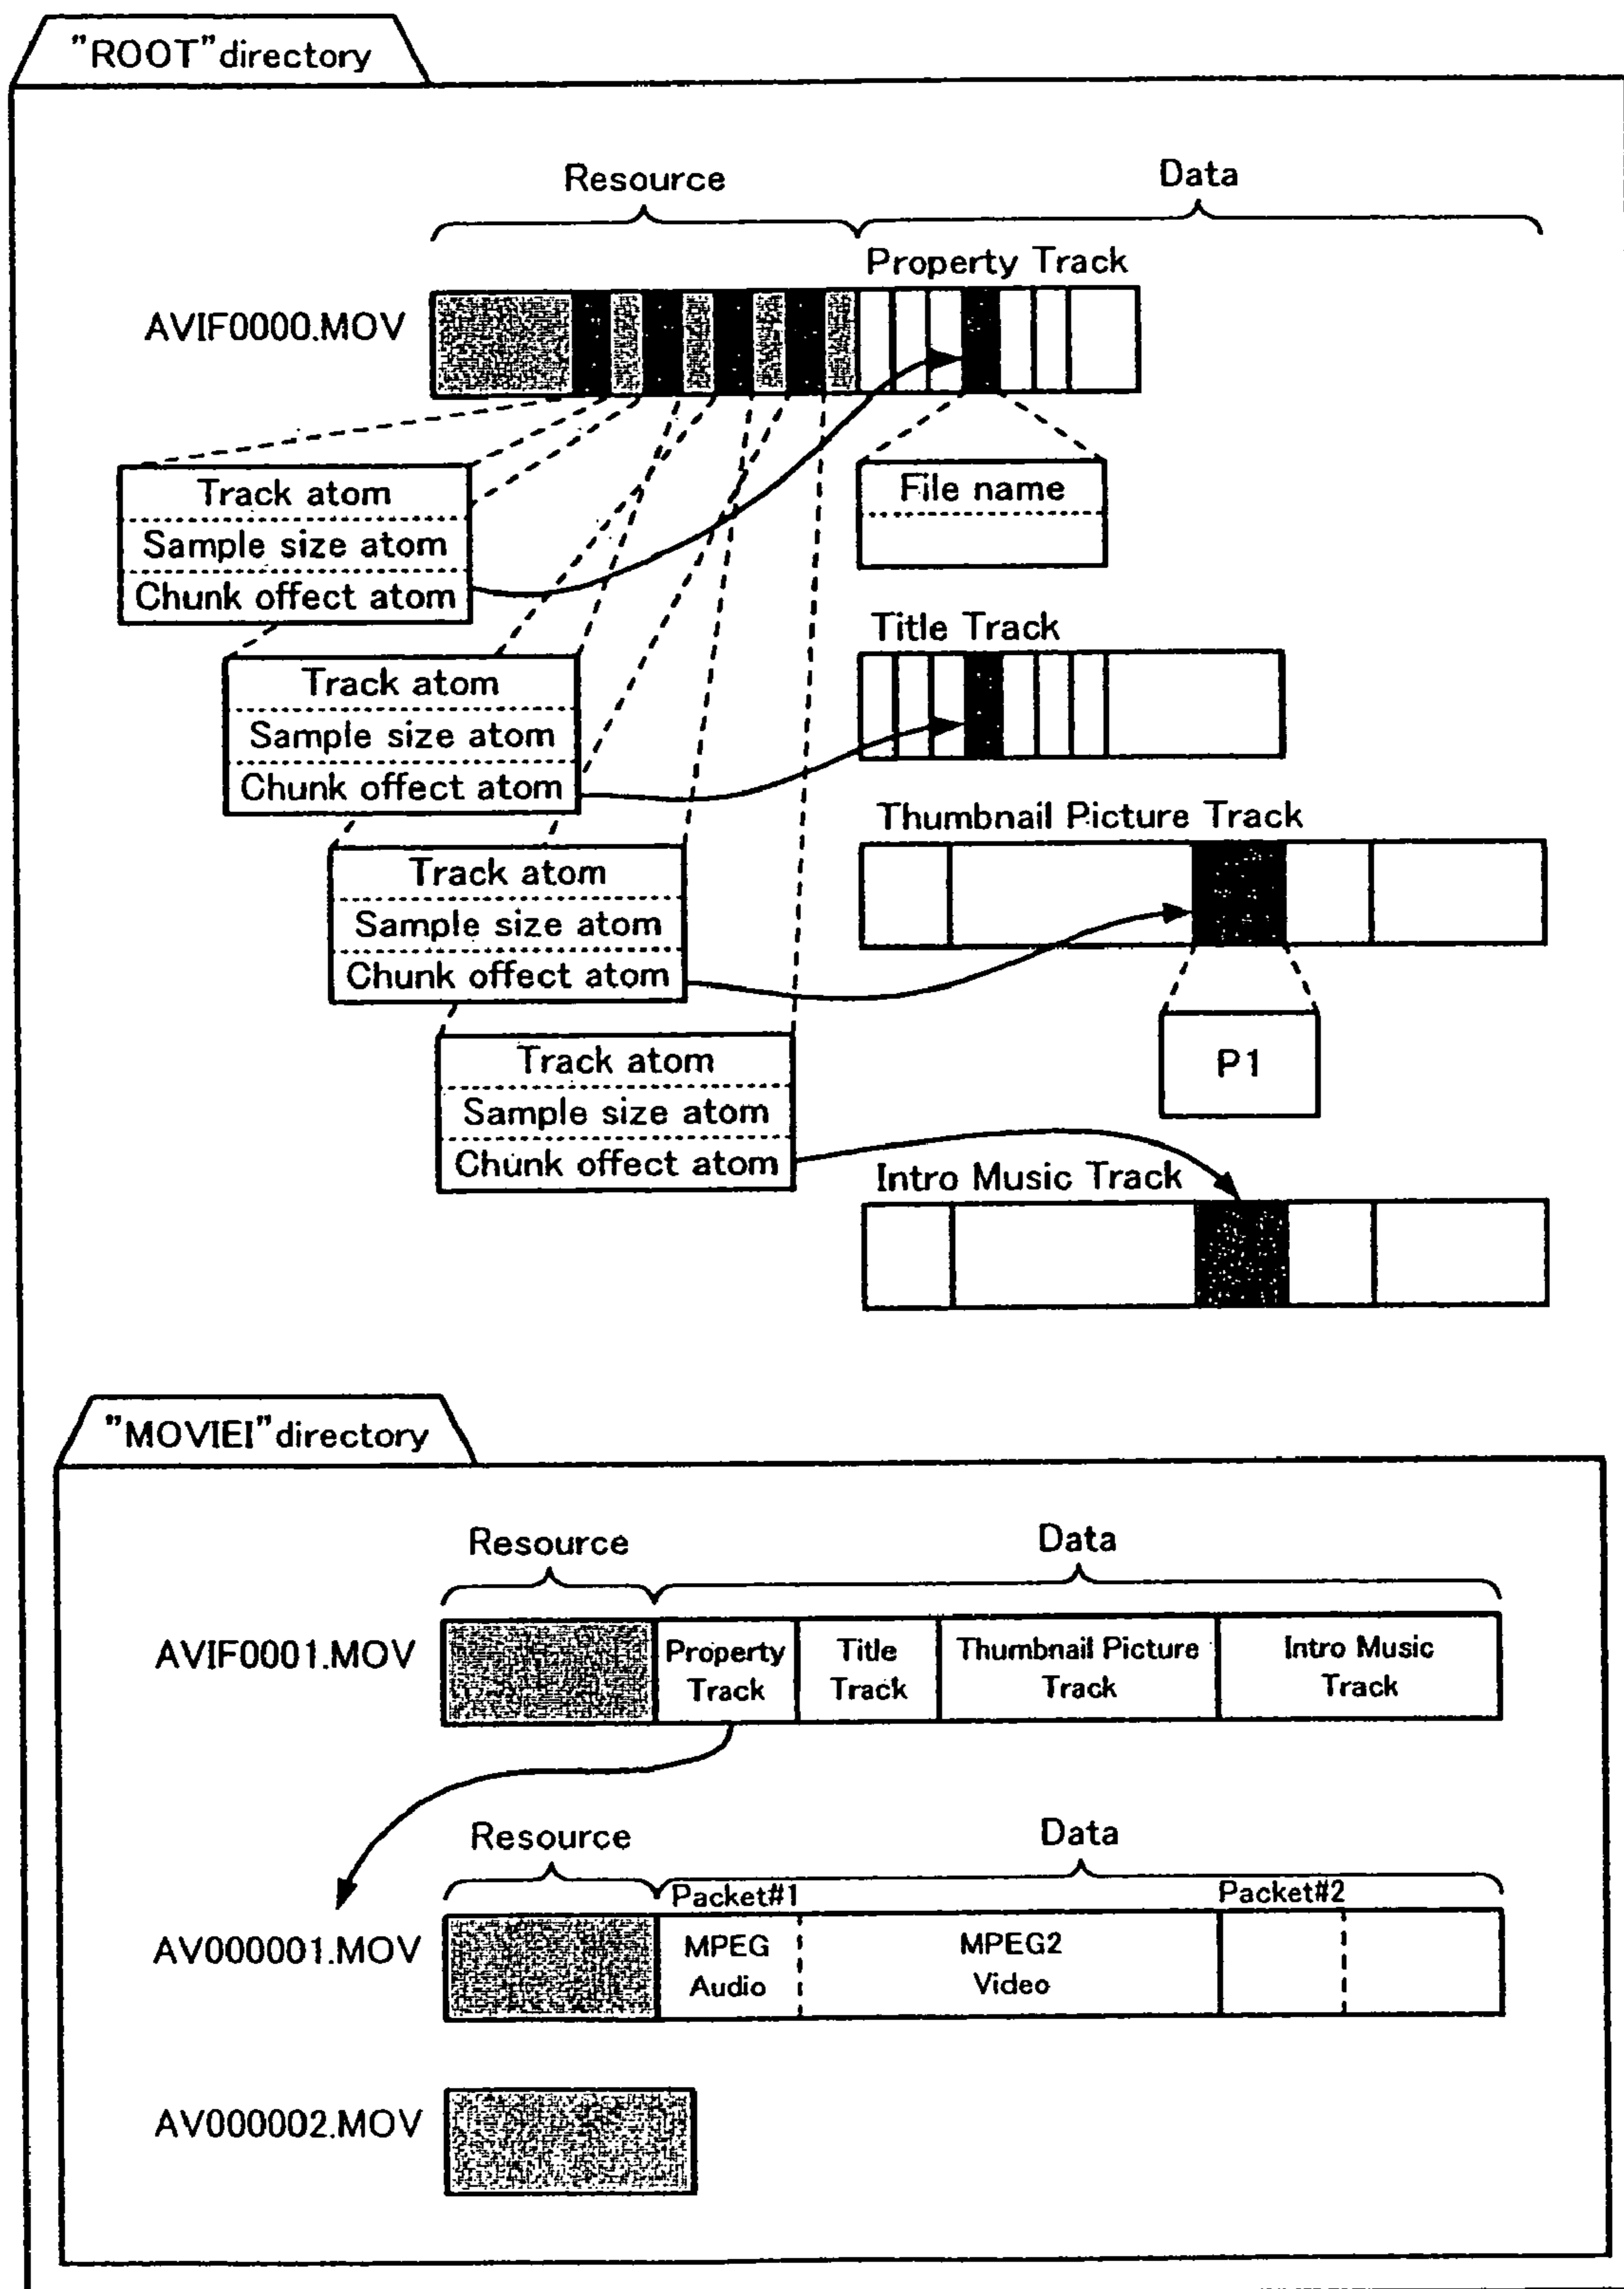 "ROOT" directory
Resource
Data
Property Track
AVIF0000.MOV
Track atom
Sample size atom
Chunk offect atom
File name
Title Track
Track atom
Sample size atom
Chunk offect atom
Thumbnail Picture Track
Track atom
Sample size atom
Chunk offect atom
P1
Track atom
Sample size atom
Chunk offect atom
Intro Music Track
"MOVIEI" directory
Resource
Data
AVIF0001.MOV
Property
Track
Title
Track
Thumbnail Picture
Track
Intro Music
Track
Resource
Data
Packet#1
Packet#2
AV000001.MOV
MPEG
Audio
MPEG2
Video
AV000002.MOV